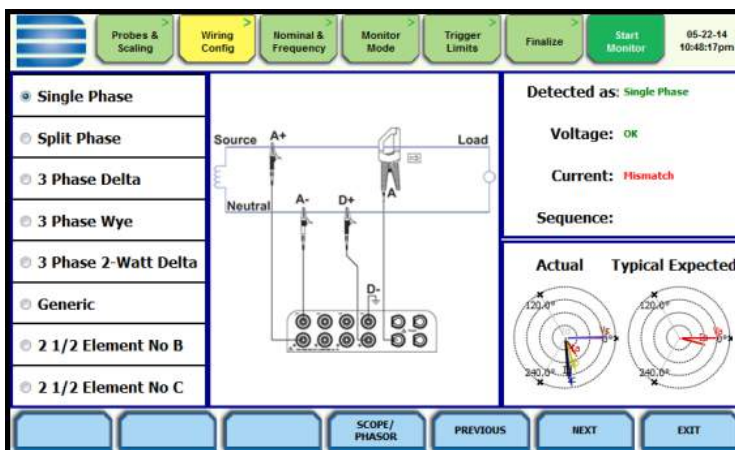 Probes &
Scaling
Wiring
Config
Nominal &
Frequency
Monitor
Mode
Trigger
Limits
Finalize
Start
Monitor
05-22-14
10:48:17pm
Single Phase
Split Phase
3 Phase Delta
3 Phase Wye
3 Phase 2-Watt Delta
Generic
2 1/2 Element No B
2 1/2 Element No C
Source
A+
Load
A
Neutral
A-
D+
D-
Detected as: Single Phase
Voltage: OK
Current: Mismatch
Sequence:
Actual
Typical Expected
120.0°
0°
240.0°
120.0°
0°
240.0°
SCOPE/
PHASOR
PREVIOUS
NEXT
EXIT